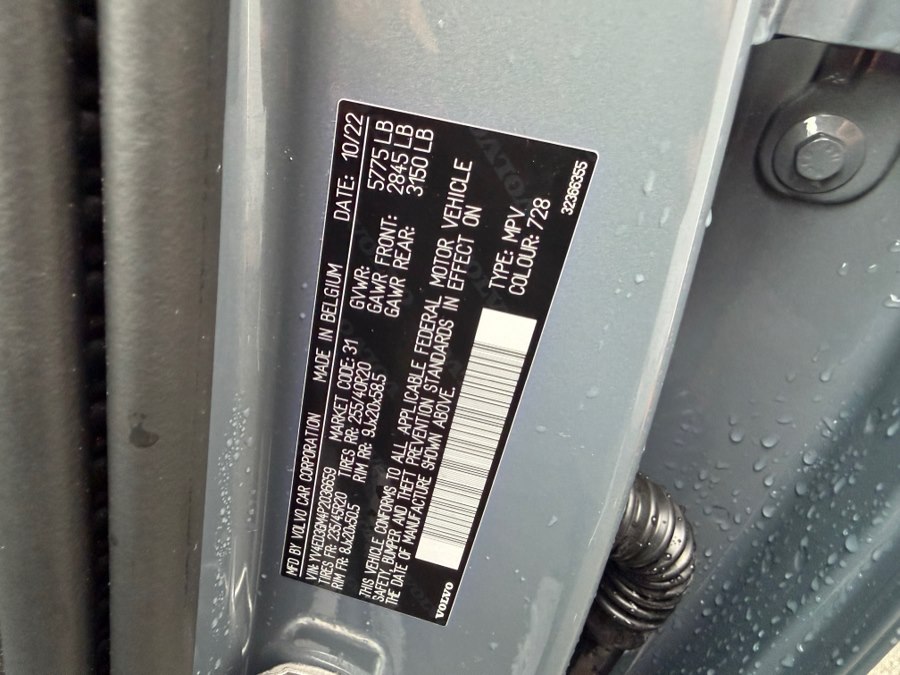 MFD BY VOLVO CAR CORPORATION MADE IN BELGIUM DATE: 10/22
VIN: YV4ED3GM4P2036659 MARKET CODE: 31 GVWR: 5775 LB
TIRES FR: 235/45R20 TIRES RR: 255/40R20 GAWR FRONT: 2845 LB
RIM FR: 8Jx20x50.5 RIM RR: 9Jx20x58.5 GAWR REAR: 3150 LB
THIS VEHICLE CONFORMS TO ALL APPLICABLE FEDERAL MOTOR VEHICLE
SAFETY, BUMPER AND THEFT PREVENTION STANDARDS IN EFFECT ON
THE DATE OF MANUFACTURE SHOWN ABOVE.
TYPE: MPV
COLOUR: 728
VOLVO 32366355